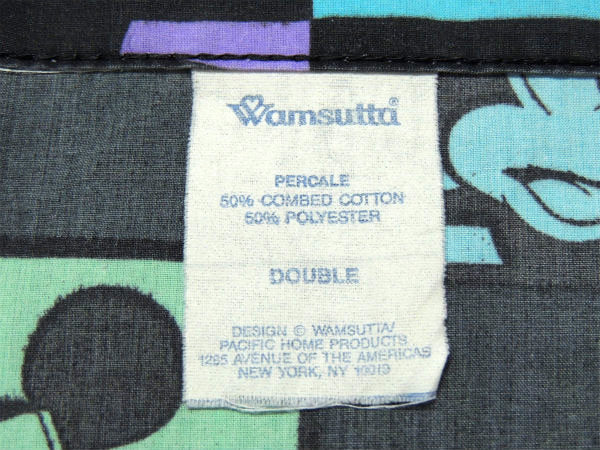 Wamsutta®
PERCALE
50% COMBED COTTON
50% POLYESTER
DOUBLE
DESIGN © WAMSUTTA/
PACIFIC HOME PRODUCTS
1285 AVENUE OF THE AMERICAS
NEW YORK, NY 10019